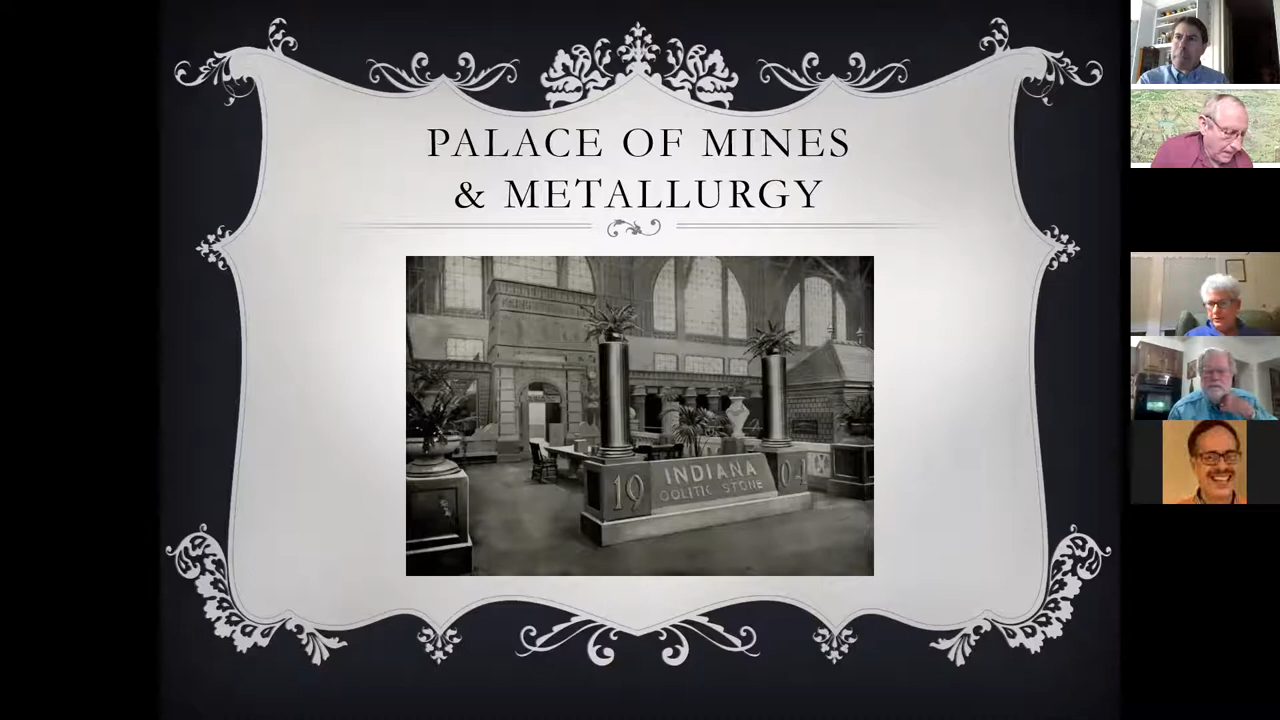 PALACE OF MINES
& METALLURGY
INDIANA
19 OOLITIC STONE 04